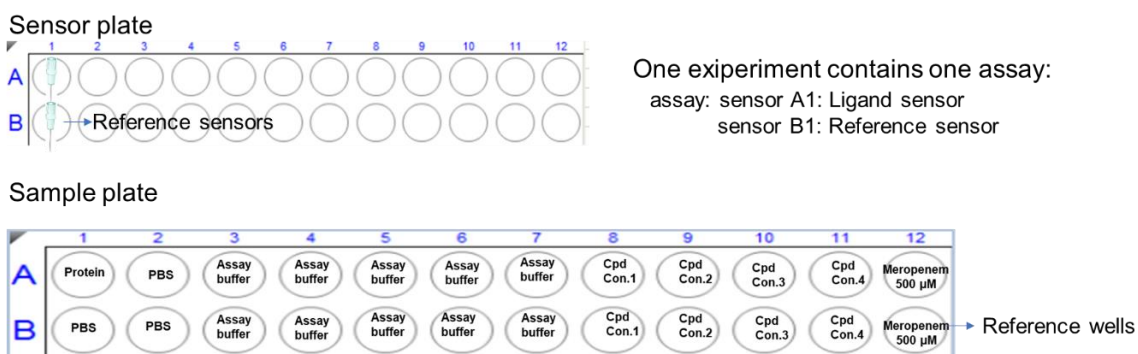 Sensor plate
1 2 3 4 5 6 7 8 9 10 11 12
A
B Reference sensors
One exiperiment contains one assay:
assay: sensor A1: Ligand sensor
sensor B1: Reference sensor
Sample plate
1 2 3 4 5 6 7 8 9 10 11 12
A Protein PBS Assay buffer Assay buffer Assay buffer Assay buffer Assay buffer Cpd Con.1 Cpd Con.2 Cpd Con.3 Cpd Con.4 Meropenem 500 μM
B PBS PBS Assay buffer Assay buffer Assay buffer Assay buffer Assay buffer Cpd Con.1 Cpd Con.2 Cpd Con.3 Cpd Con.4 Meropenem 500 μM Reference wells